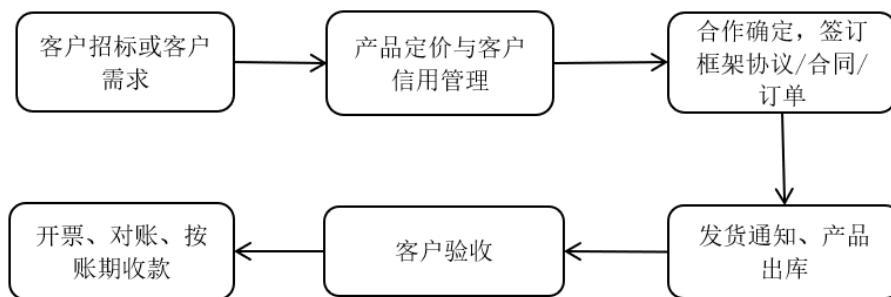 客户招标或客户
需求
产品定价与客户
信用管理
合作确定，签订
框架协议/合同/
订单
发货通知、产品
出库
客户验收
开票、对账、按
账期收款